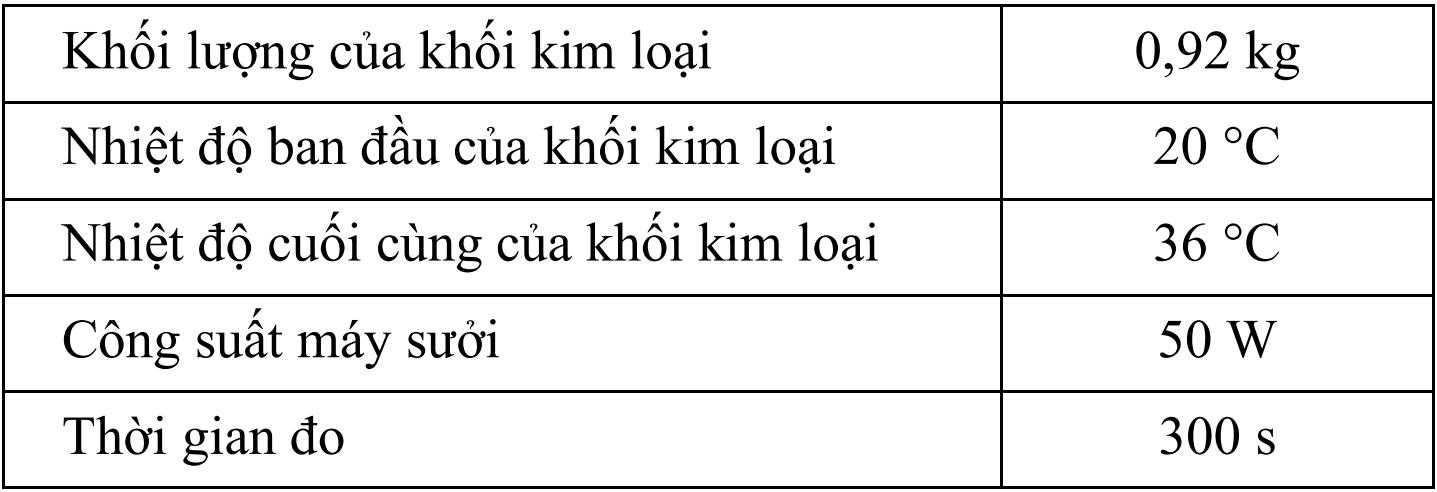 Khối lượng của khối kim loại 0,92 kg
Nhiệt độ ban đầu của khối kim loại 20 °C
Nhiệt độ cuối cùng của khối kim loại 36 °C
Công suất máy sưởi 50 W
Thời gian đo 300 s